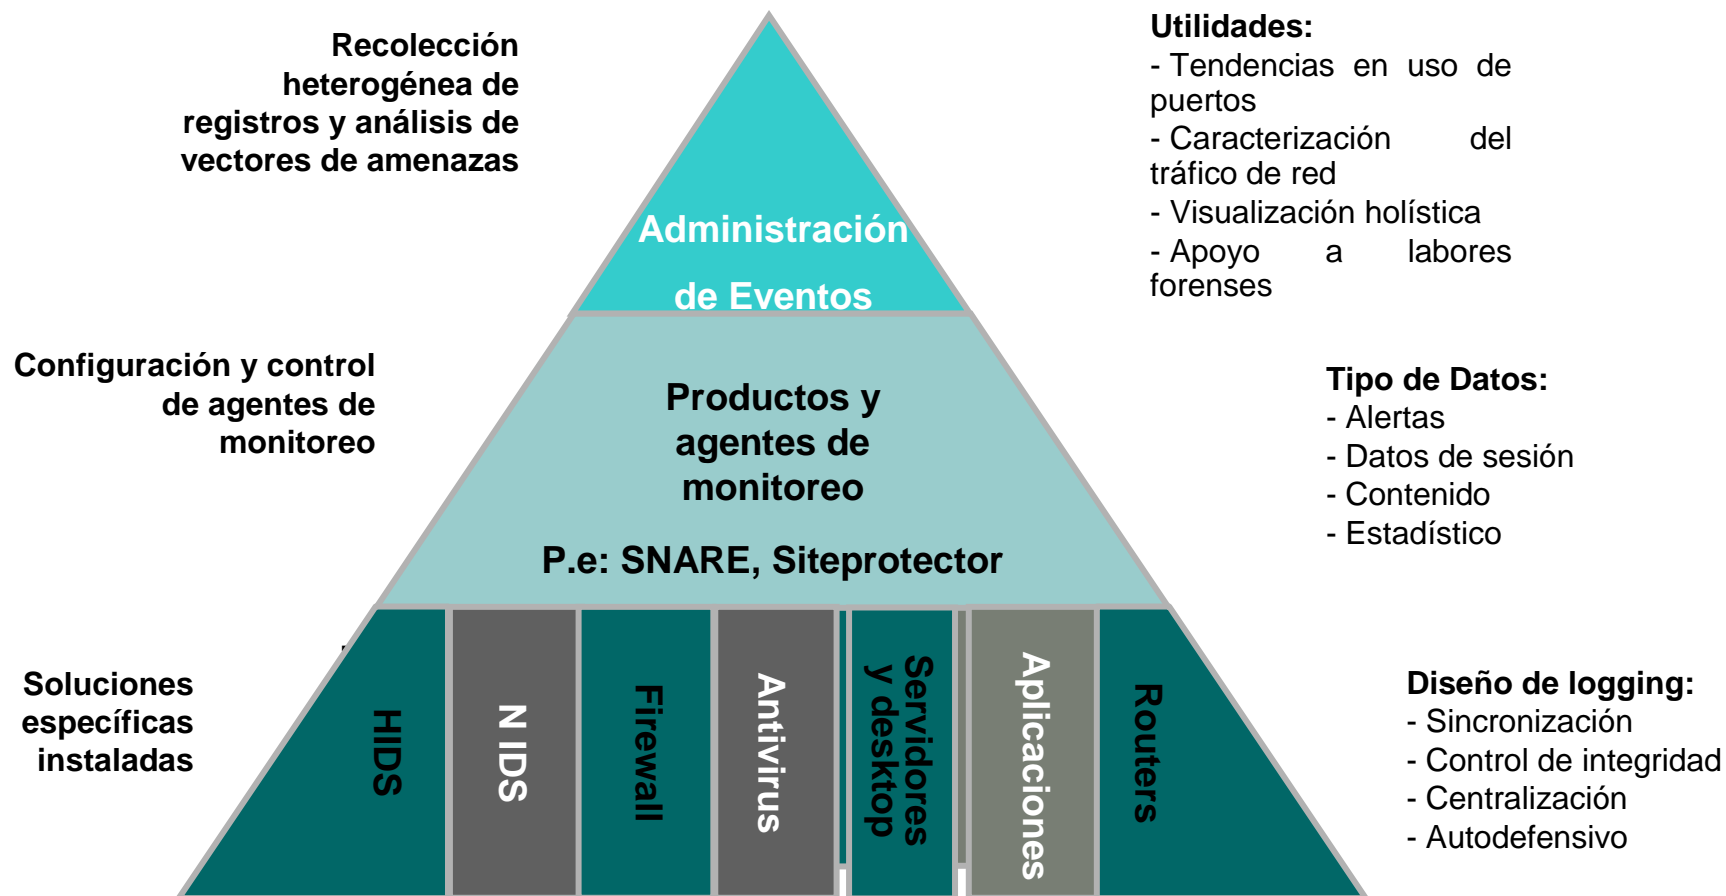 Recolección
heterogénea de
registros y análisis de
vectores de amenazas
Utilidades:
- Tendencias en uso de
puertos
- Caracterización del
tráfico de red
- Visualización holística
- Apoyo a labores
forenses
Administración
de Eventos
Configuración y control
de agentes de
monitoreo
Productos y
agentes de
monitoreo
P.e: SNARE, Siteprotector
Tipo de Datos:
- Alertas
- Datos de sesión
- Contenido
- Estadístico
Soluciones
específicas
instaladas
HIDS
N IDS
Firewall
Antivirus
Servidores
y desktop
Aplicaciones
Routers
Diseño de logging:
- Sincronización
- Control de integridad
- Centralización
- Autodefensivo